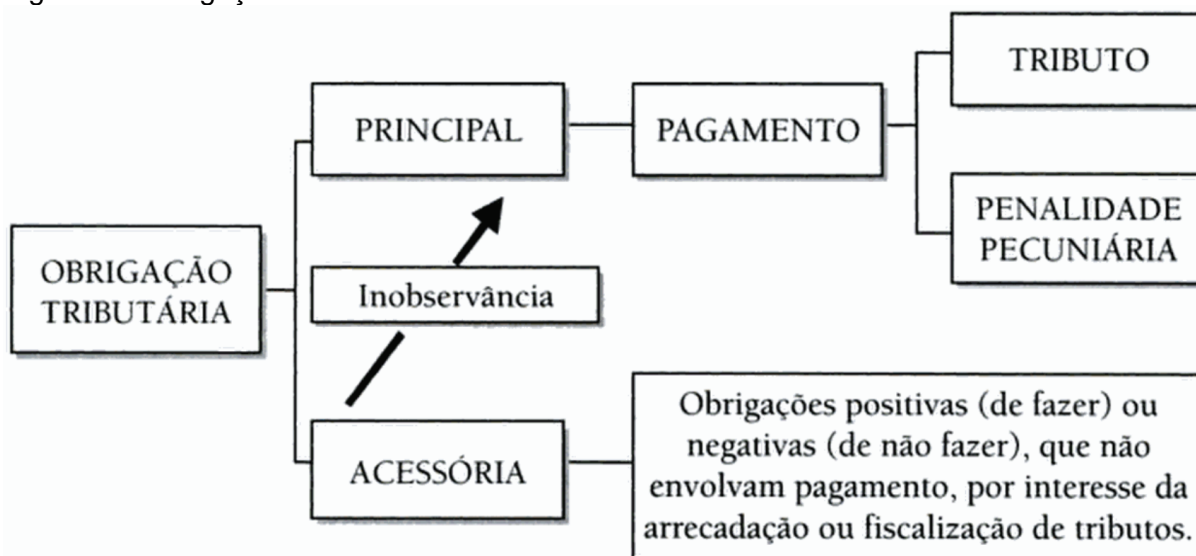 OBRIGAÇÃO
TRIBUTÁRIA
PRINCIPAL
PAGAMENTO
TRIBUTO
PENALIDADE
PECUNIÁRIA
Inobservância
ACESSÓRIA
Obrigações positivas (de fazer) ou
negativas (de não fazer), que não
envolvam pagamento, por interesse da
arrecadação ou fiscalização de tributos.